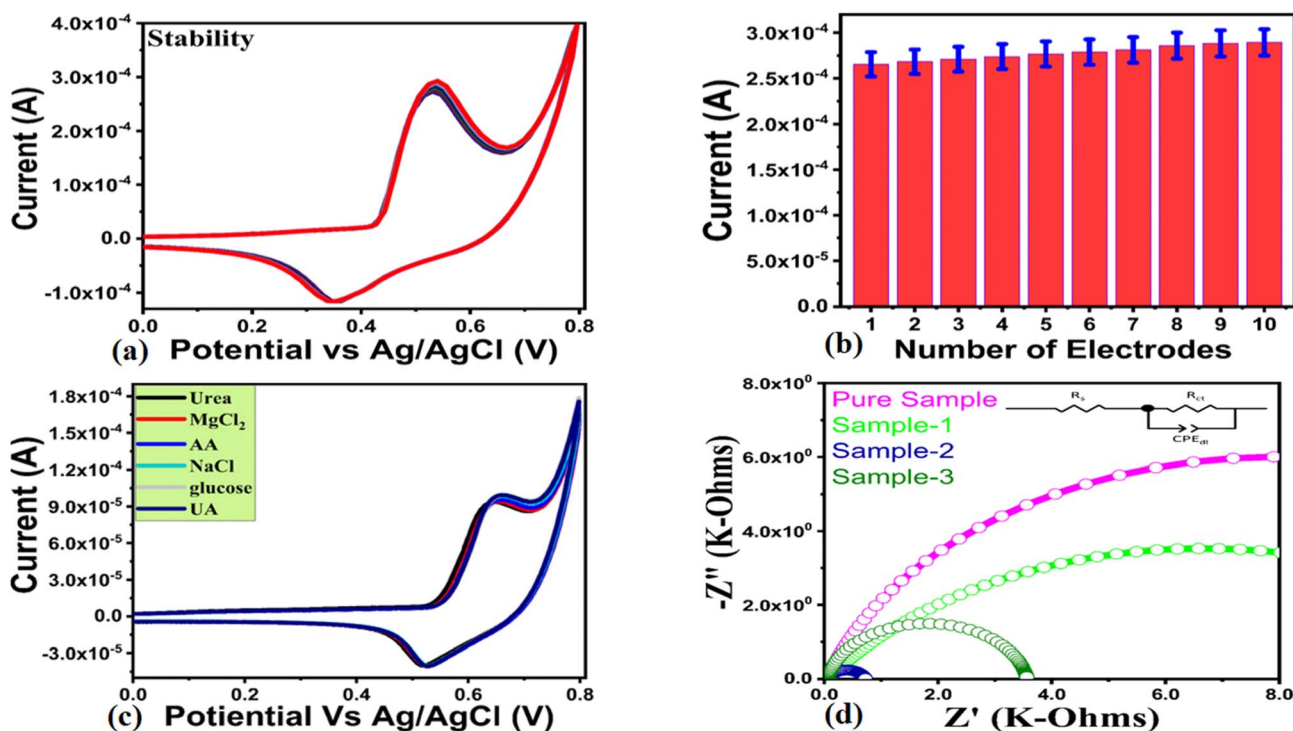 Stability
4.0x10⁻⁴
3.0x10⁻⁴
2.0x10⁻⁴
1.0x10⁻⁴
0.0
-1.0x10⁻⁴
Current (A)
0.0 0.2 0.4 0.6 0.8
(a) Potential vs Ag/AgCl (V)
3.0x10⁻⁴
2.5x10⁻⁴
2.0x10⁻⁴
1.5x10⁻⁴
1.0x10⁻⁴
5.0x10⁻⁵
0.0
Current (A)
1 2 3 4 5 6 7 8 9 10
(b) Number of Electrodes
Urea
MgCl₂
AA
NaCl
glucose
UA
1.8x10⁻⁴
1.5x10⁻⁴
1.2x10⁻⁴
9.0x10⁻⁵
6.0x10⁻⁵
3.0x10⁻⁵
0.0
-3.0x10⁻⁵
Current (A)
0.0 0.2 0.4 0.6 0.8
(c) Potiential Vs Ag/AgCl (V)
Pure Sample
Sample-1
Sample-2
Sample-3
Rs
Rct
CPEdl
8.0x10⁰
6.0x10⁰
4.0x10⁰
2.0x10⁰
0.0
-Z'' (K-Ohms)
0.0 2.0 4.0 6.0 8.0
(d) Z' (K-Ohms)